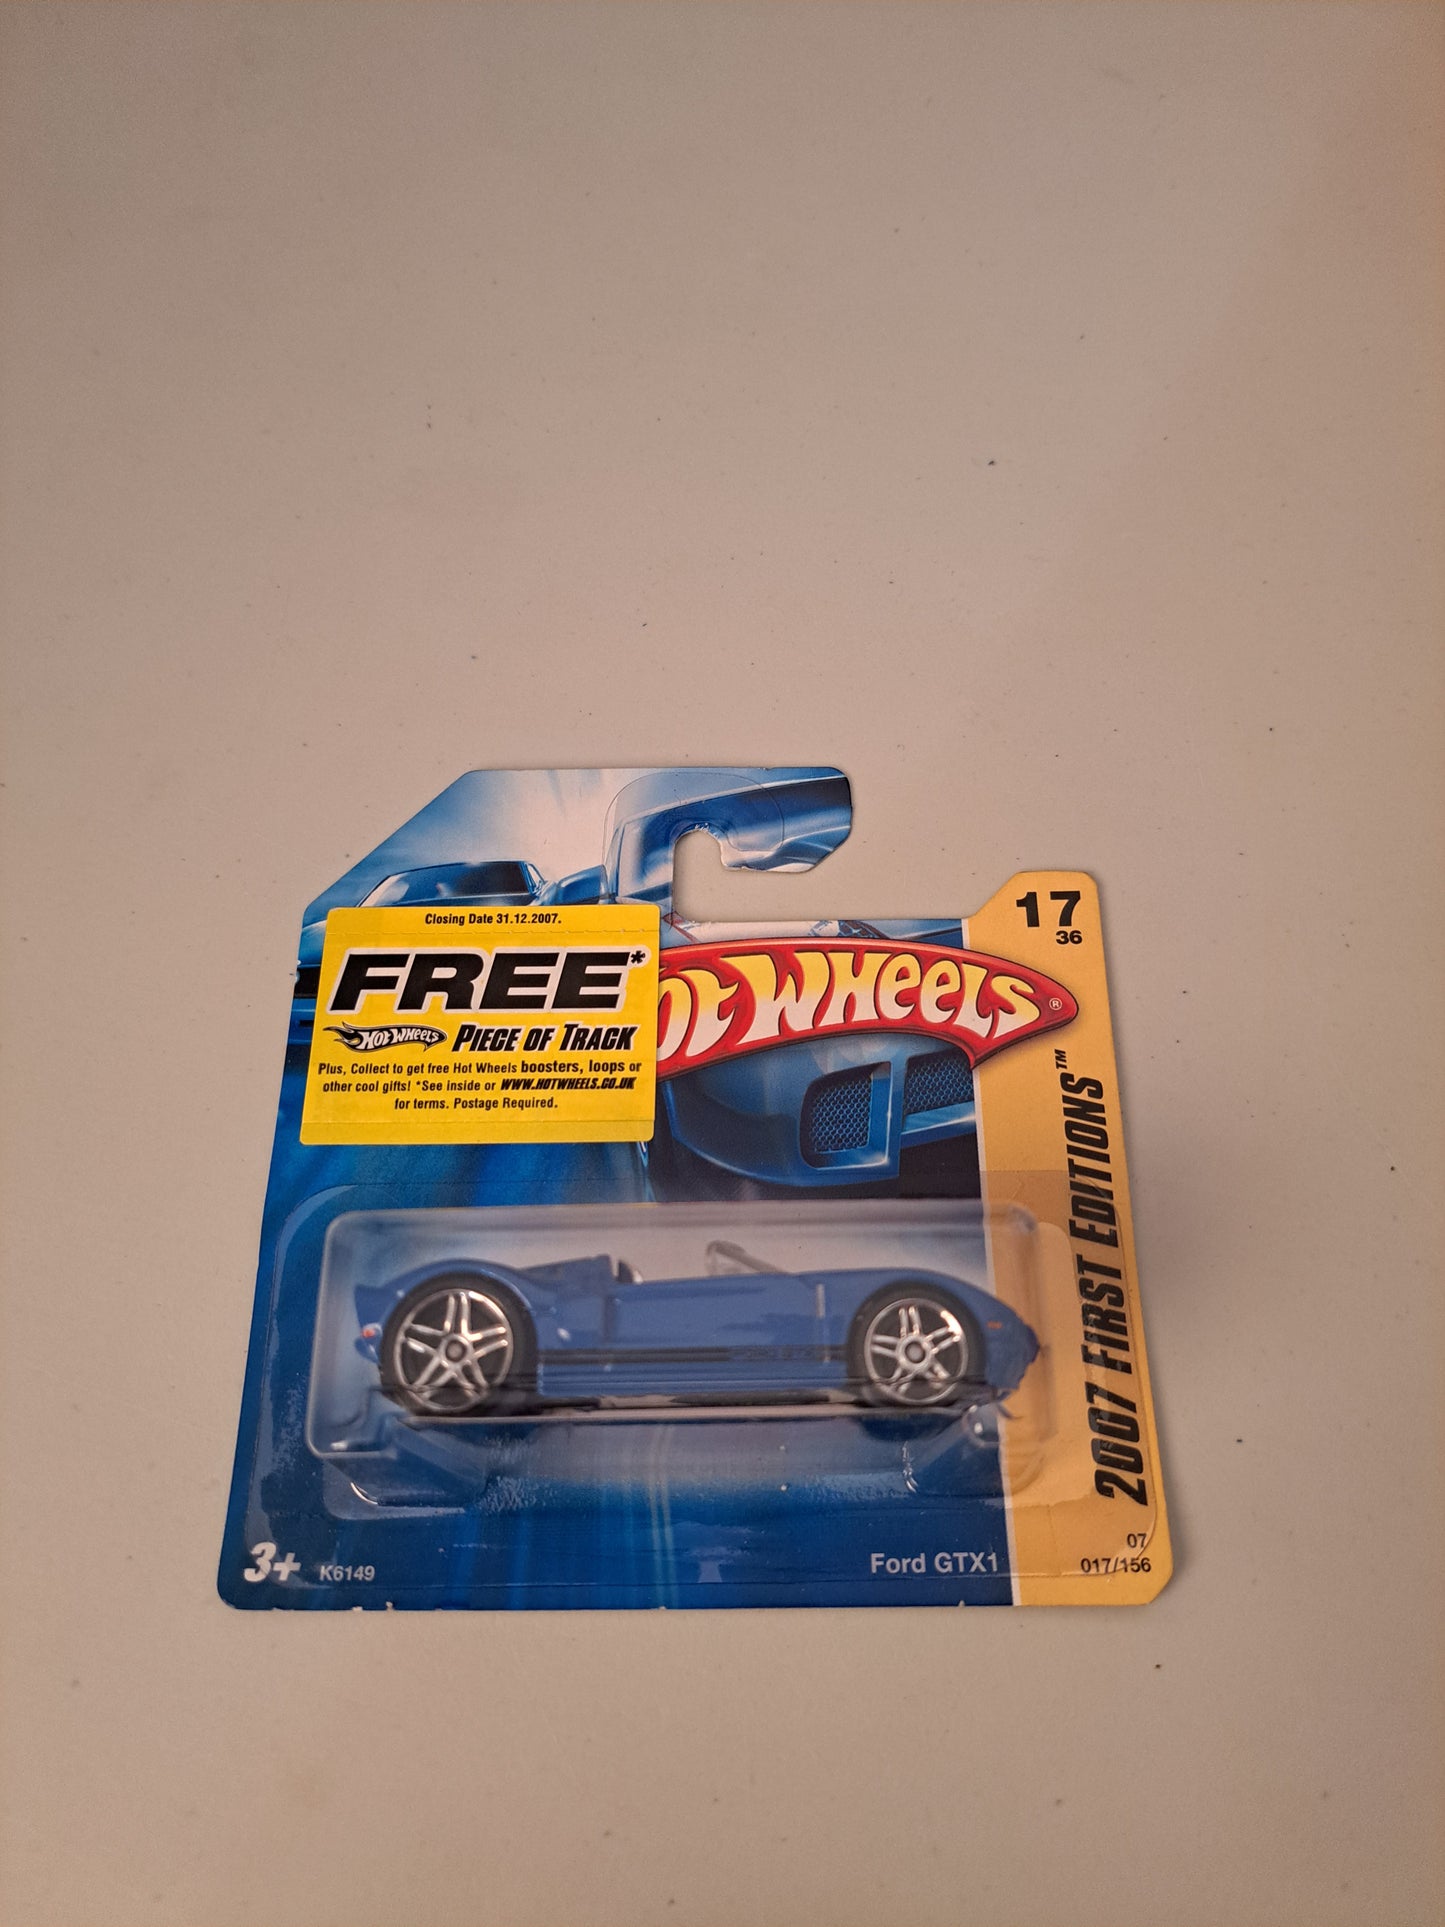 17
36
Closing Date 31.12.2007.
FREE*
HOT WHEELS PIECE OF TRACK
Plus, Collect to get free Hot Wheels boosters, loops or
other cool gifts! *See inside or WWW.HOTWHEELS.CO.UK
for terms. Postage Required.
HOT WHEELS®
2007 FIRST EDITIONS™
3+ K6149
Ford GTX1
07
017/156